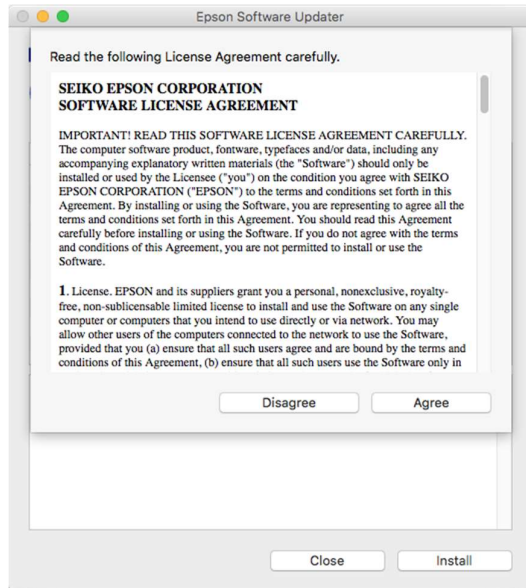 Epson Software Updater
Read the following License Agreement carefully.
SEIKO EPSON CORPORATION
SOFTWARE LICENSE AGREEMENT
IMPORTANT! READ THIS SOFTWARE LICENSE AGREEMENT CAREFULLY.
The computer software product, fontware, typefaces and/or data, including any
accompanying explanatory written materials (the "Software") should only be
installed or used by the Licensee ("you") on the condition you agree with SEIKO
EPSON CORPORATION ("EPSON") to the terms and conditions set forth in this
Agreement. By installing or using the Software, you are representing to agree all the
terms and conditions set forth in this Agreement. You should read this Agreement
carefully before installing or using the Software. If you do not agree with the terms
and conditions of this Agreement, you are not permitted to install or use the
Software.
1. License. EPSON and its suppliers grant you a personal, nonexclusive, royalty-
free, non-sublicensable limited license to install and use the Software on any single
computer or computers that you intend to use directly or via network. You may
allow other users of the computers connected to the network to use the Software,
provided that you (a) ensure that all such users agree and are bound by the terms and
conditions of this Agreement, (b) ensure that all such users use the Software only in
Disagree
Agree
Close
Install